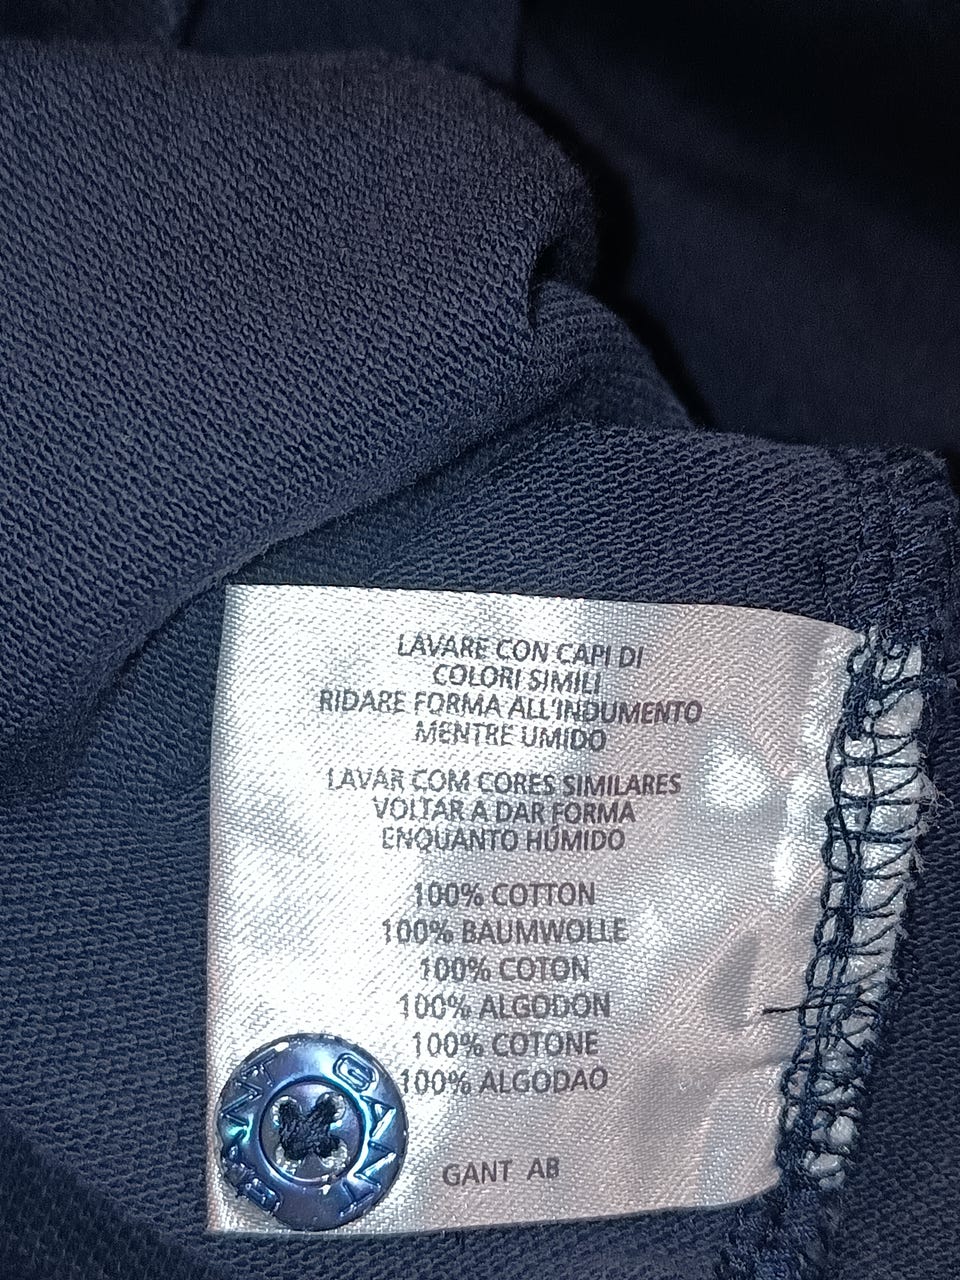 LAVARE CON CAPI DI
COLORI SIMILI
RIDARE FORMA ALL'INDUMENTO
MENTRE UMIDO
LAVAR COM CORES SIMILARES
VOLTAR A DAR FORMA
ENQUANTO HÚMIDO
100% COTTON
100% BAUMWOLLE
100% COTON
100% ALGODON
100% COTONE
100% ALGODAO
GANT AB
GANT
GANT